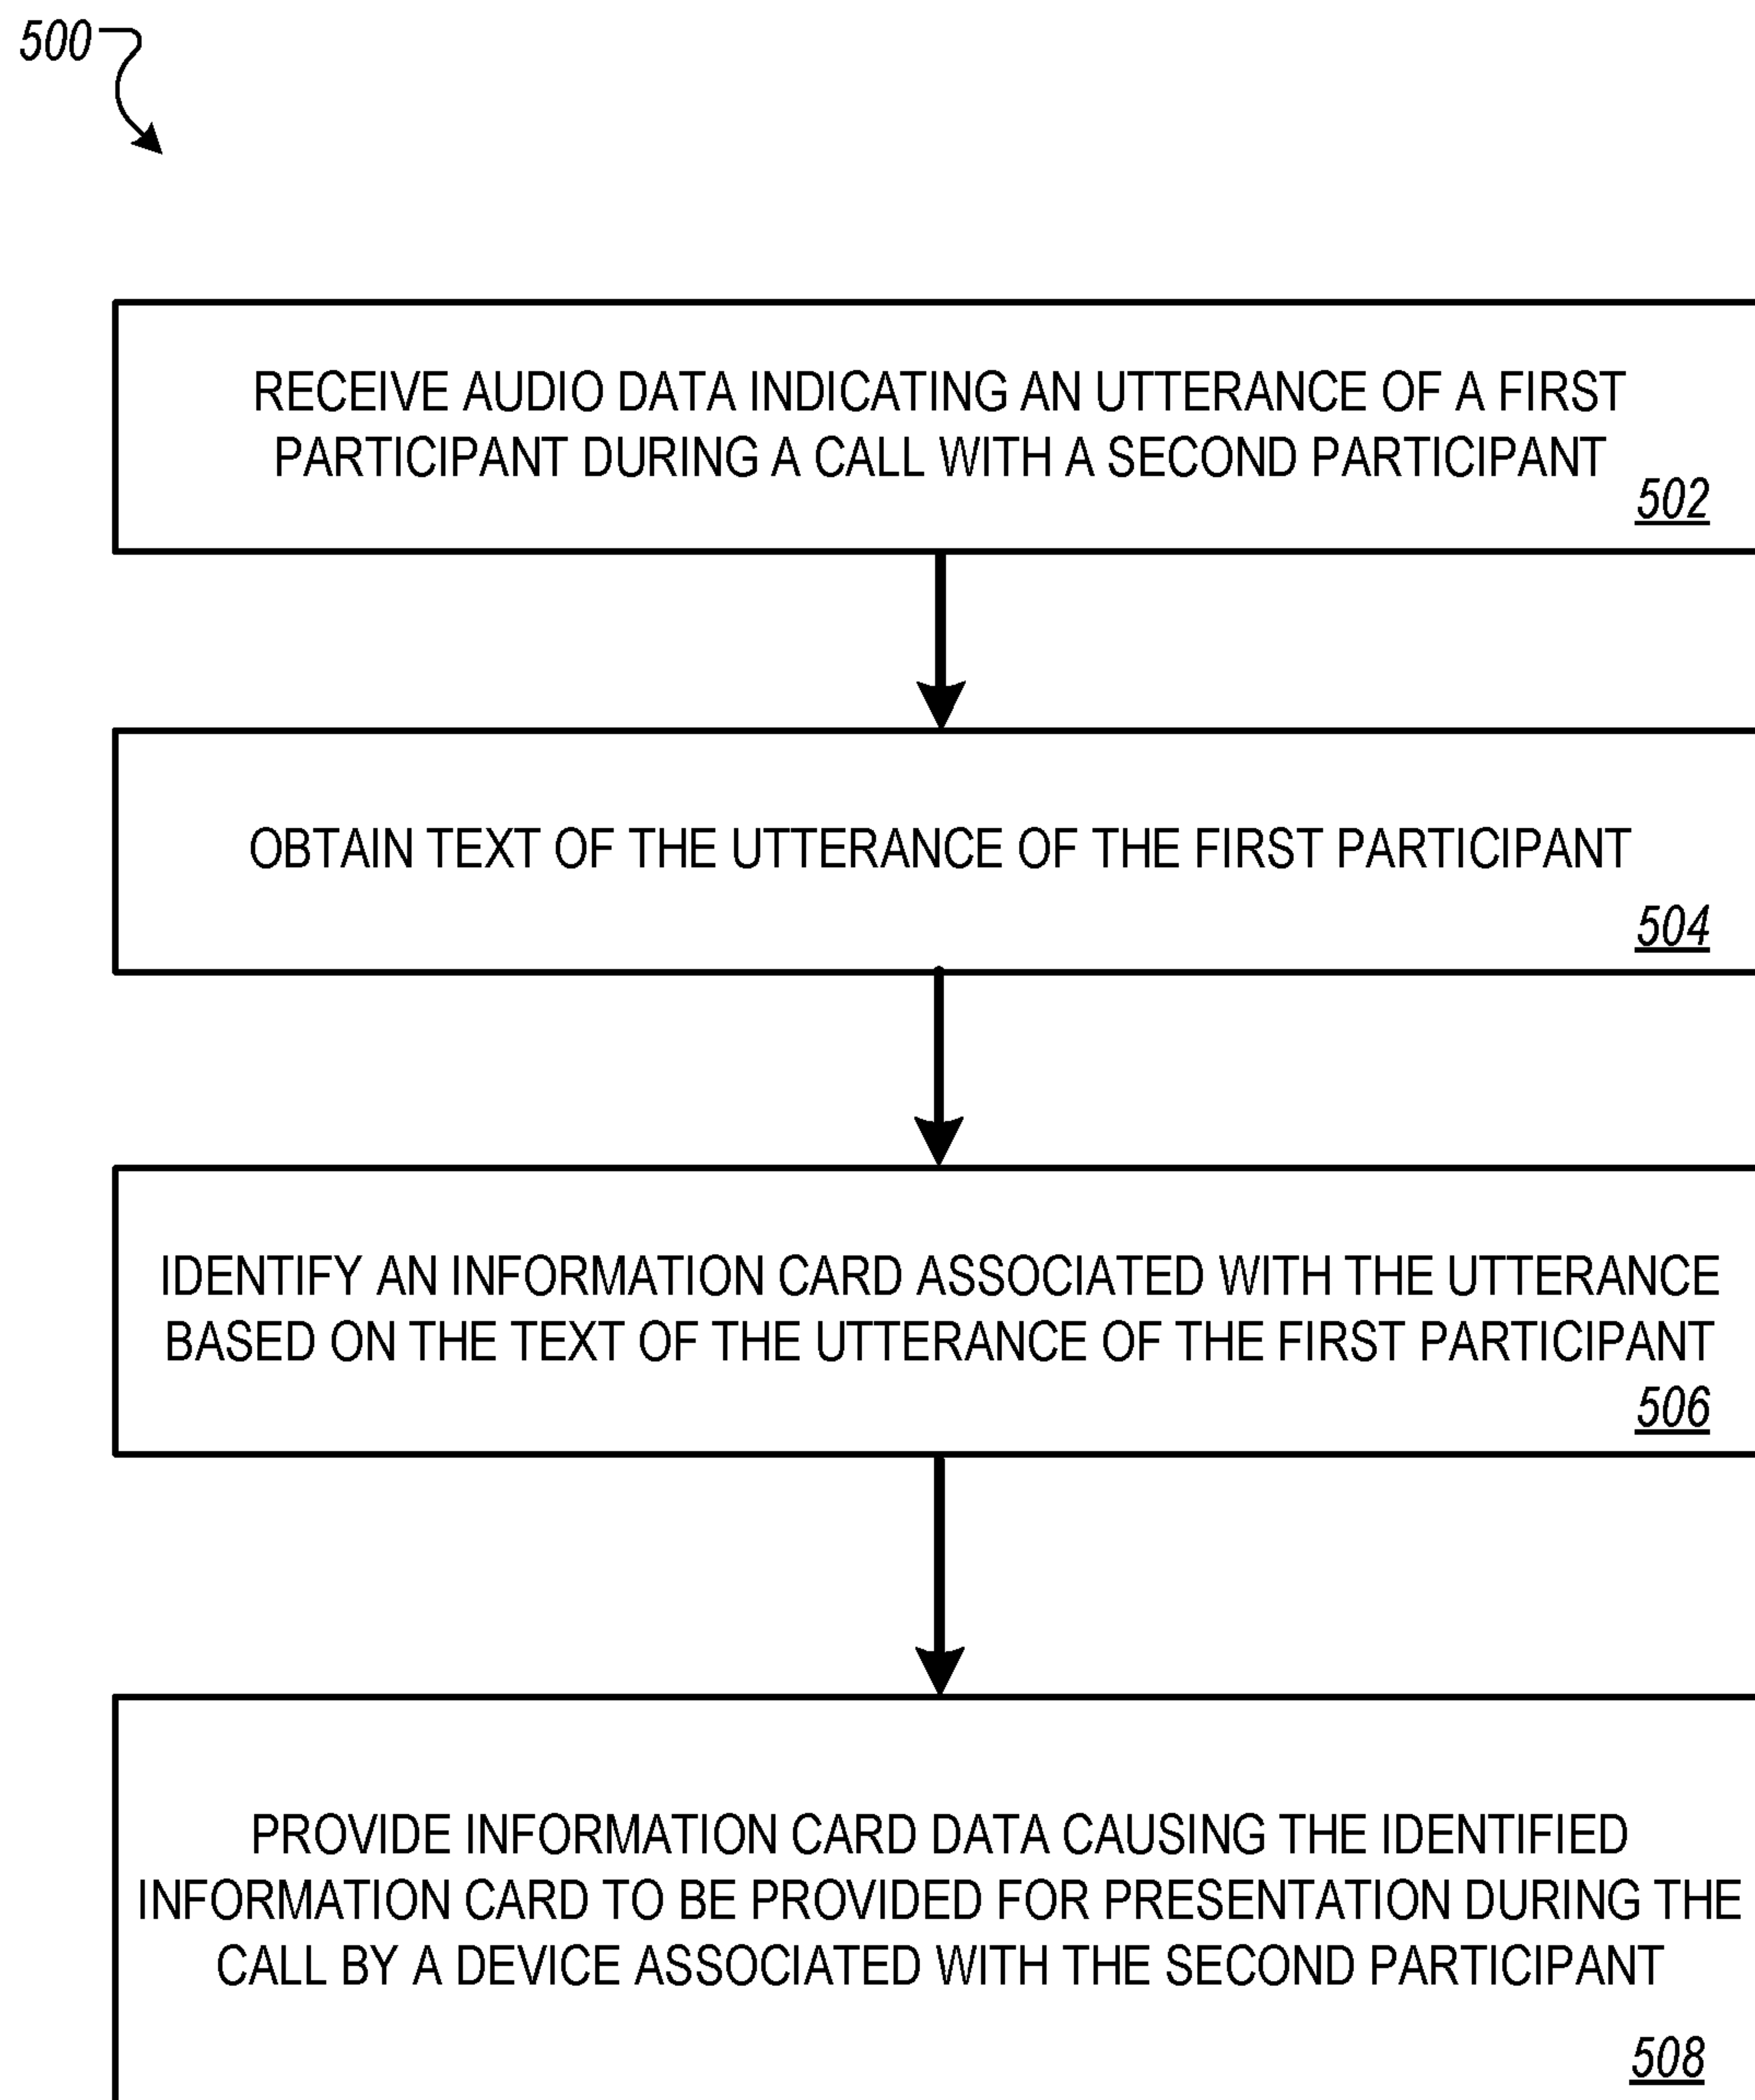 500
RECEIVE AUDIO DATA INDICATING AN UTTERANCE OF A FIRST
PARTICIPANT DURING A CALL WITH A SECOND PARTICIPANT
502
OBTAIN TEXT OF THE UTTERANCE OF THE FIRST PARTICIPANT
504
IDENTIFY AN INFORMATION CARD ASSOCIATED WITH THE UTTERANCE
BASED ON THE TEXT OF THE UTTERANCE OF THE FIRST PARTICIPANT
506
PROVIDE INFORMATION CARD DATA CAUSING THE IDENTIFIED
INFORMATION CARD TO BE PROVIDED FOR PRESENTATION DURING THE
CALL BY A DEVICE ASSOCIATED WITH THE SECOND PARTICIPANT
508